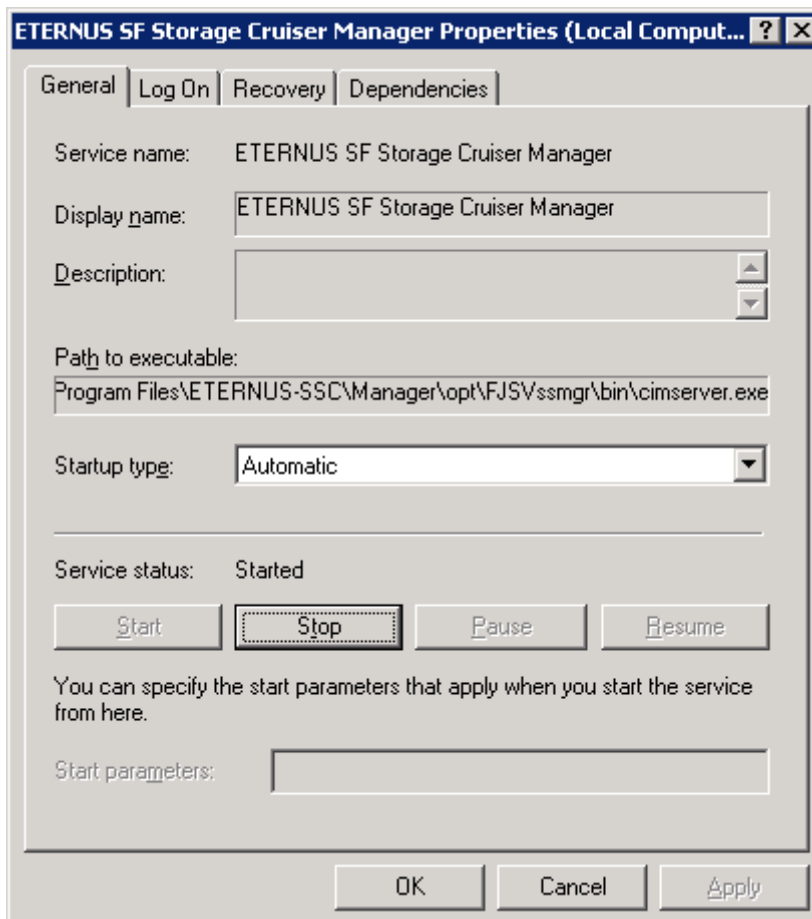 ETERNUS SF Storage Cruiser Manager Properties (Local Comput... ? X
General Log On Recovery Dependencies
Service name: ETERNUS SF Storage Cruiser Manager
Display name: ETERNUS SF Storage Cruiser Manager
Description:
Path to executable:
Program Files\ETERNUS-SSC\Manager\opt\FJSVssmgr\bin\cimserver.exe
Startup type: Automatic
Service status: Started
Start Stop Pause Resume
You can specify the start parameters that apply when you start the service
from here.
Start parameters:
OK Cancel Apply